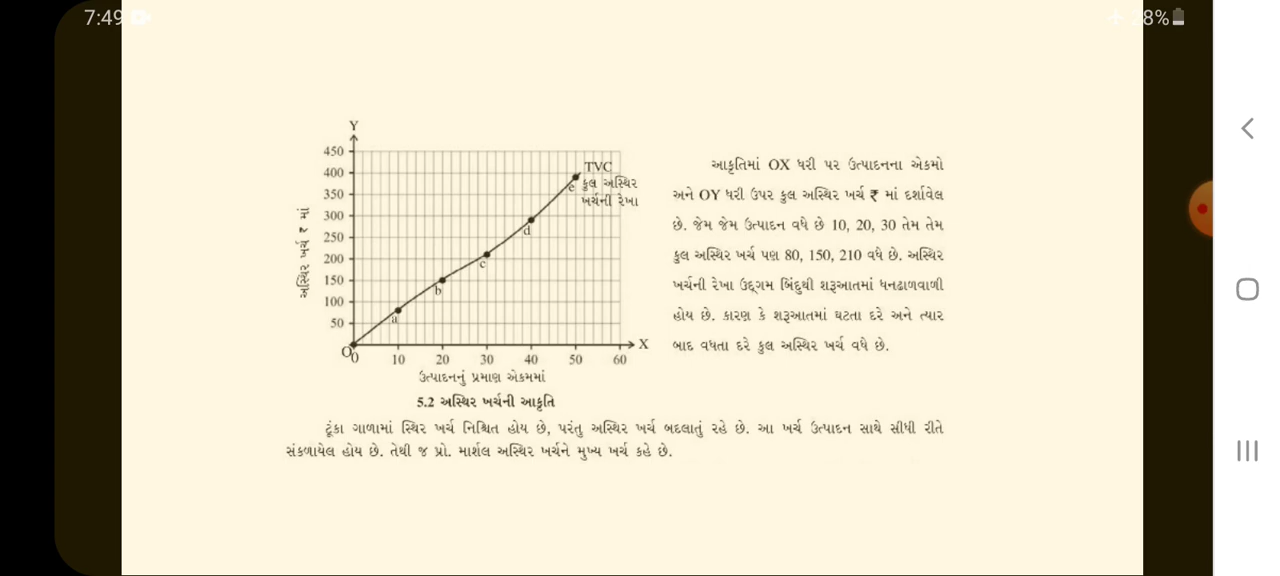 7:49
8%
Y
450
400
350
300
250
200
150
100
50
અસ્થિર ખર્ચ ₹ માં
TVC
કુલ અસ્થિર
ખર્ચની રેખા
a
b
c
d
e
O
0 10 20 30 40 50 60
X
ઉત્પાદનનું પ્રમાણ એકમમાં
5.2 અસ્થિર ખર્ચની આકૃતિ
આકૃતિમાં OX ધરી પર ઉત્પાદનના એકમો
અને OY ધરી ઉપર કુલ અસ્થિર ખર્ચ ₹ માં દર્શાવેલ
છે. જેમ જેમ ઉત્પાદન વધે છે 10, 20, 30 તેમ તેમ
કુલ અસ્થિર ખર્ચ પણ 80, 150, 210 વધે છે. અસ્થિર
ખર્ચની રેખા ઉદ્દગમ બિંદુથી શરૂઆતમાં ધનઢાળવાળી
હોય છે. કારણ કે શરૂઆતમાં ઘટતા દરે અને ત્યાર
બાદ વધતા દરે કુલ અસ્થિર ખર્ચ વધે છે.
ટૂંકા ગાળામાં સ્થિર ખર્ચ નિશ્ચિત હોય છે, પરંતુ અસ્થિર ખર્ચ બદલાતું રહે છે. આ ખર્ચ ઉત્પાદન સાથે સીધી રીતે
સંકળાયેલ હોય છે. તેથી જ પ્રો. માર્શલ અસ્થિર ખર્ચને મુખ્ય ખર્ચ કહે છે.